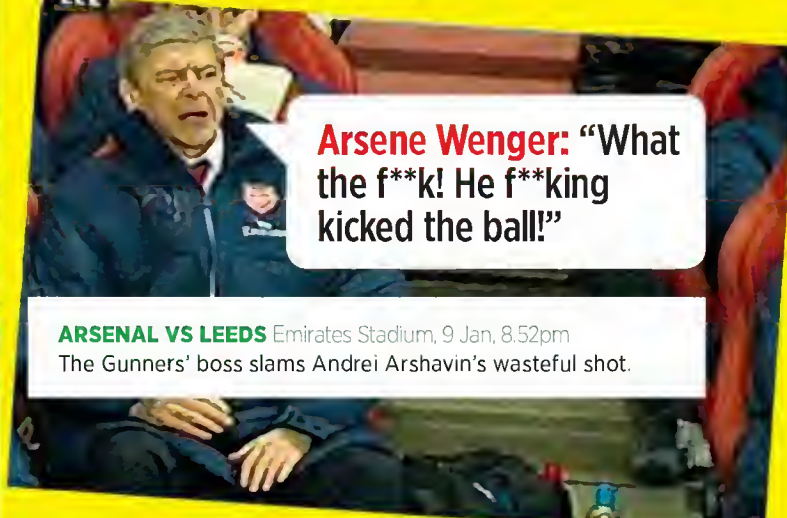 Arsene Wenger: “What
the f**k! He f**king
kicked the ball!”
ARSENAL VS LEEDS Emirates Stadium, 9 Jan, 8.52pm
The Gunners’ boss slams Andrei Arshavin’s wasteful shot.